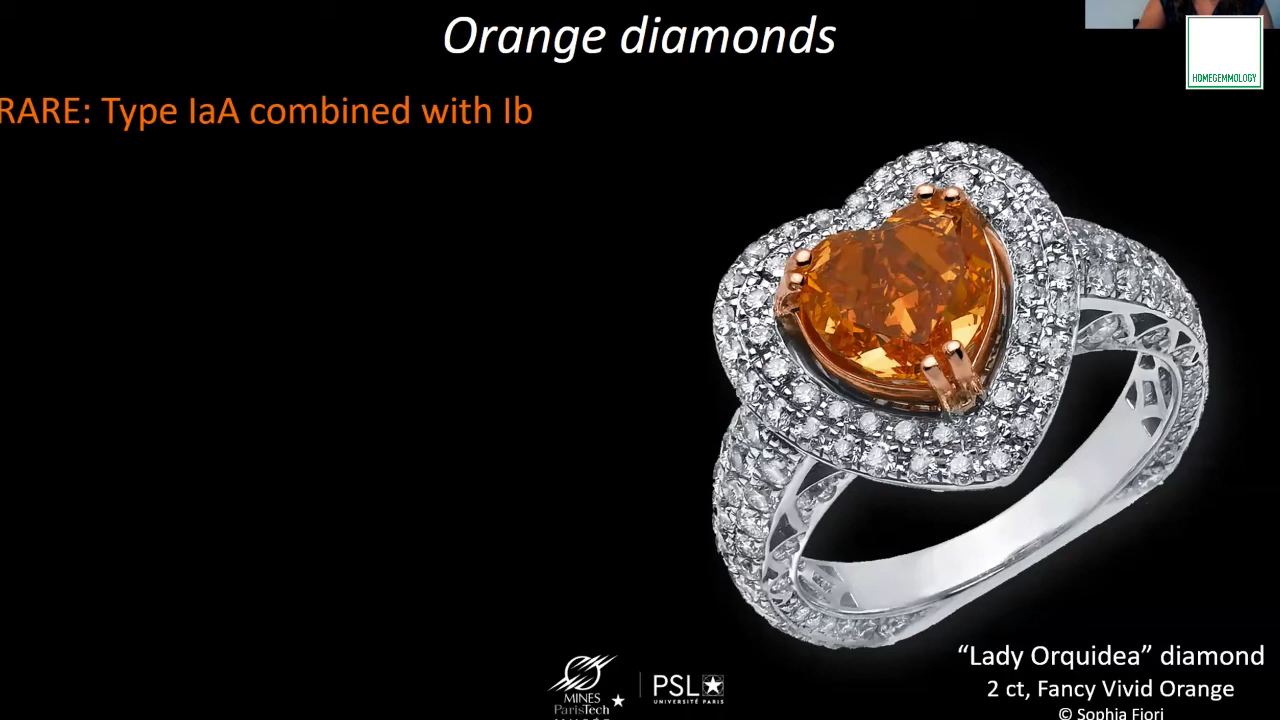 Orange diamonds
HOMEGEMMOLOGY
RARE: Type IaA combined with Ib
"Lady Orquidea" diamond
2 ct, Fancy Vivid Orange
© Sophia Fiori
MINES
ParisTech
PSL
UNIVERSITÉ PARIS